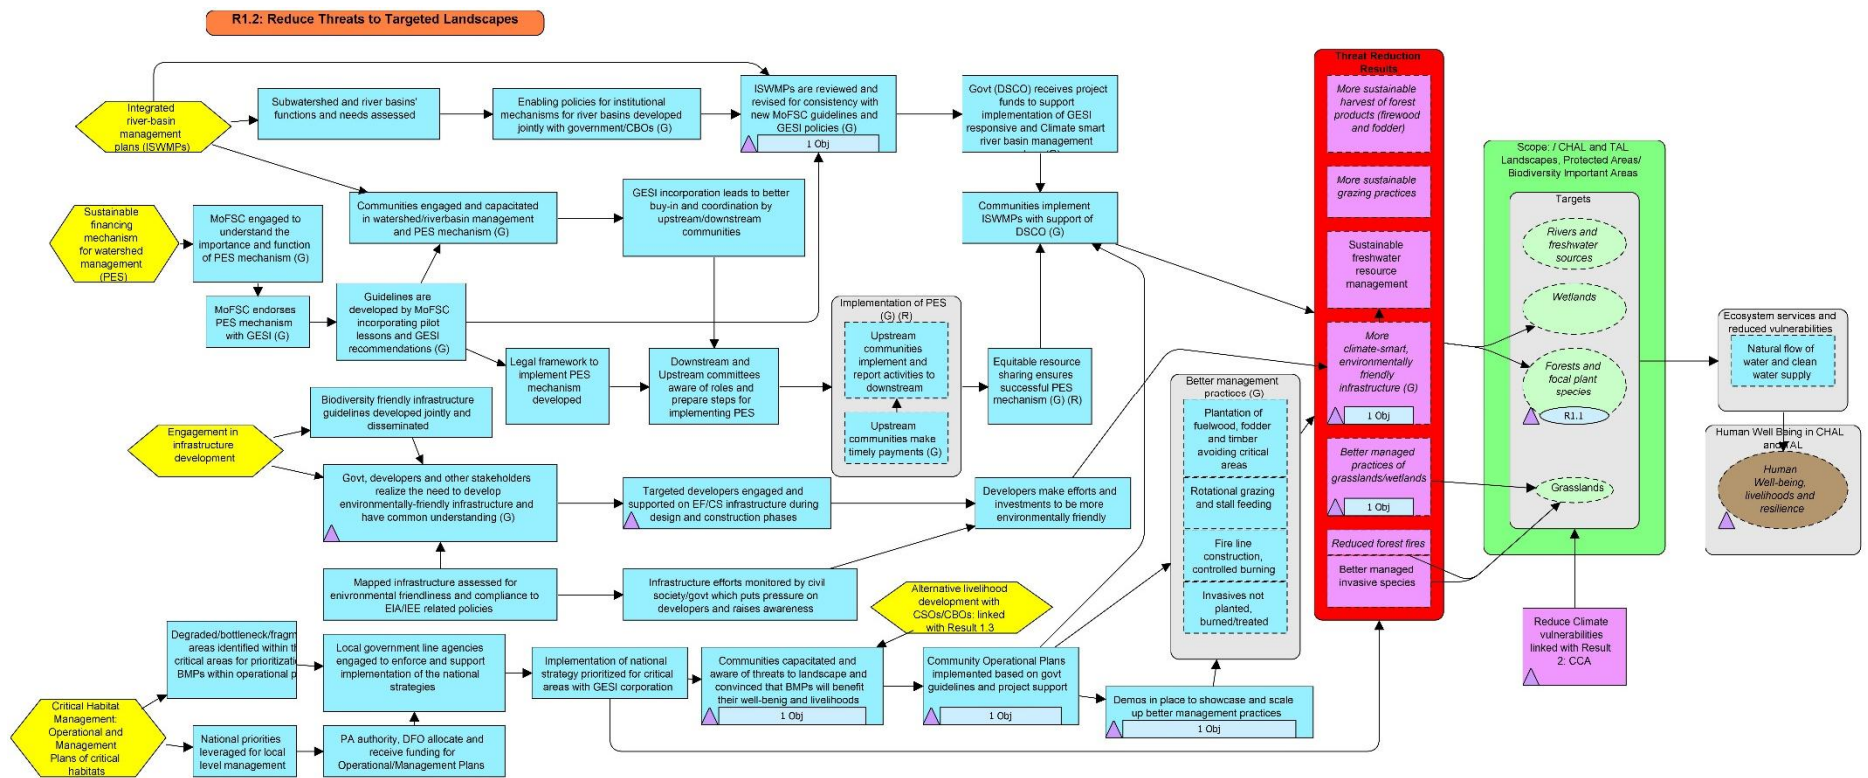 R1.2: Reduce Threats to Targeted Landscapes
Integrated
river-basin
management
plans (ISWMPs)
Subwatershed and river basins'
functions and needs assessed
Enabling policies for institutional
mechanisms for river basins developed
jointly with government/CBOs (G)
ISWMPs are reviewed and
revised for consistency with
new MoFSC guidelines and
GESI policies (G)
1 Obj
Govt (DSCO) receives project
funds to support
implementation of GESI
responsive and Climate smart
river basin management
Sustainable
financing
mechanism
for watershed
management
(PES)
MoFSC engaged to
understand the
importance and function
of PES mechanism (G)
Communities engaged and capacitated
in watershed/riverbasin management
and PES mechanism (G)
GESI incorporation leads to better
buy-in and coordination by
upstream/downstream
communities
Communities implement
ISWMPs with support of
DSCO (G)
MoFSC endorses
PES mechanism
with GESI (G)
Guidelines are
developed by MoFSC
incorporating pilot
lessons and GESI
recommendations (G)
Legal framework to
implement PES
mechanism
developed
Downstream and
Upstream committees
aware of roles and
prepare steps for
implementing PES
Implementation of PES
(G) (R)
Upstream
communities
implement and
report activities to
downstream
Upstream
communities make
timely payments (G)
Equitable resource
sharing ensures
successful PES
mechanism (G) (R)
Engagement in
infrastructure
development
Biodiversity friendly infrastructure
guidelines developed jointly and
disseminated
Govt, developers and other stakeholders
realize the need to develop
environmentally-friendly infrastructure and
have common understanding (G)
Targeted developers engaged and
supported on EF/CS infrastructure during
design and construction phases
Developers make efforts and
investments to be more
environmentally friendly
Mapped infrastructure assessed for
enivronmental friendliness and compliance to
EIA/IEE related policies
Infrastructure efforts monitored by civil
society/govt which puts pressure on
developers and raises awareness
Alternative livelihood
development with
CSOs/CBOs: linked
with Result 1.3
Critical Habitat
Management:
Operational and
Management
Plans of critical
habitats
Degraded/bottleneck/fragm
areas identified within th
critical areas for prioritizatio
BMPs within operational p
National priorities
leveraged for local
level management
Local government line agencies
engaged to enforce and support
implementation of the national
strategies
PA authority, DFO allocate and
receive funding for
Operational/Management Plans
Implementation of national
strategy prioritized for critical
areas with GESI corporation
Communities capacitated and
aware of threats to landscape and
convinced that BMPs will benefit
their well-benig and livelihoods
1 Obj
Community Operational Plans
implemented based on govt
guidelines and project support
1 Obj
Demos in place to showcase and scale
up better management practices
1 Obj
Better management
practices (G)
Plantation of
fuelwood, fodder
and timber
avoiding critical
areas
Rotational grazing
and stall feeding
Fire line
construction,
controlled burning
Invasives not
planted,
burned/treated
Threat Reduction
Results
More sustainable
harvest of forest
products (firewood
and fodder)
More sustainable
grazing practices
Sustainable
freshwater
resource
management
More
climate-smart,
environmentally
friendly
infrastructure (G)
1 Obj
Better managed
practices of
grasslands/wetlands
1 Obj
Reduced forest fires
Better managed
invasive species
Scope: / CHAL and TAL
Landscapes, Protected Areas/
Biodiversity Important Areas
Targets
Rivers and
freshwater
sources
Wetlands
Forests and
focal plant
species
R1.1
Grasslands
Reduce Climate
vulnerabilities
linked with Result
2: CCA
Ecosystem services and
reduced vulnerabilities
Natural flow of
water and clean
water supply
Human Well Being in CHAL
and TAL
Human
Well-being,
livelihoods and
resilience